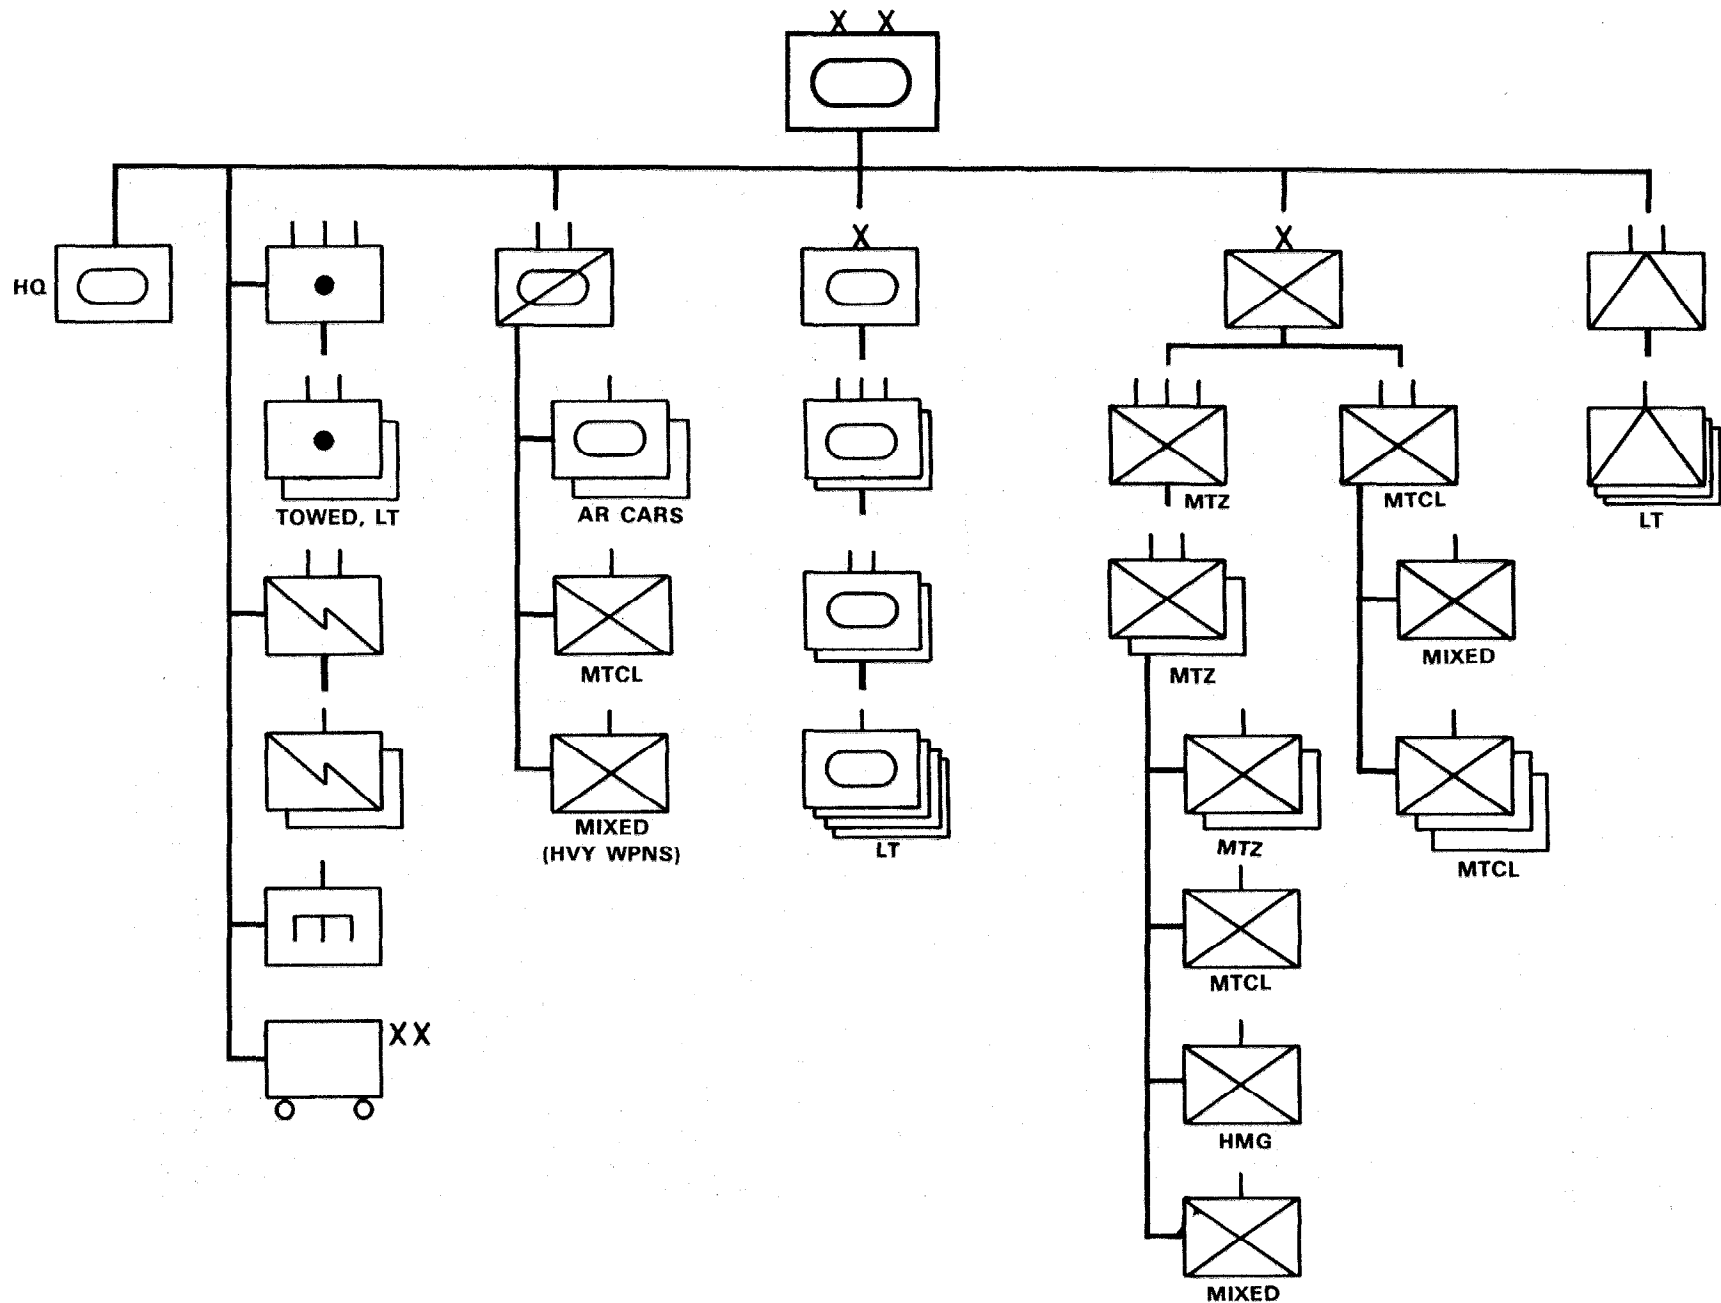 X X
X
X
HQ
TOWED, LT
AR CARS
MTZ
MTCL
LT
MTCL
MTZ
MIXED
MIXED
(HVY WPNS)
LT
MTZ
MTCL
MTCL
XX
HMG
MIXED